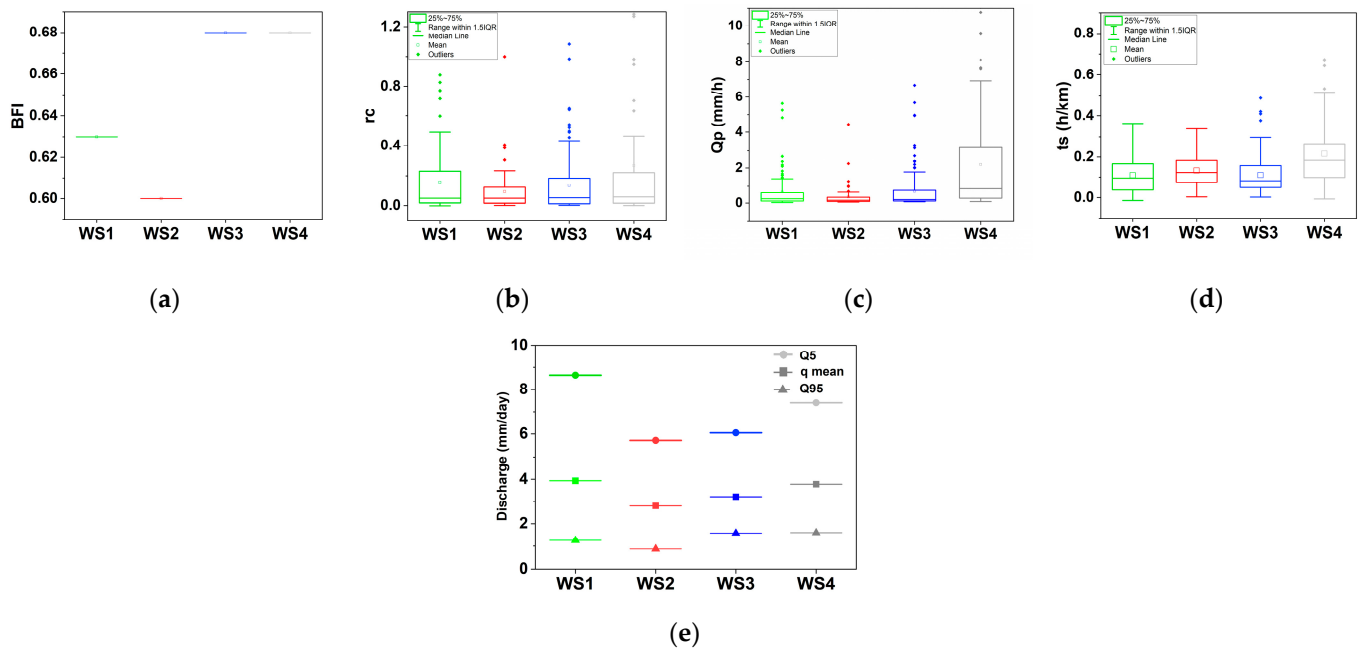 BFI
0.68
0.66
0.64
0.62
0.60
WS1 WS2 WS3 WS4
(a)
rc
1.2
0.8
0.4
0.0
25%~75%
Range within 1.5IQR
Median Line
Mean
Outliers
WS1 WS2 WS3 WS4
(b)
Qp (mm/h)
10
8
6
4
2
0
25%~75%
Range within 1.5IQR
Median Line
Mean
Outliers
WS1 WS2 WS3 WS4
(c)
ts (h/km)
0.8
0.6
0.4
0.2
0.0
25%~75%
Range within 1.5IQR
Median Line
Mean
Outliers
WS1 WS2 WS3 WS4
(d)
Discharge (mm/day)
10
8
6
4
2
0
Q5
q mean
Q95
WS1 WS2 WS3 WS4
(e)